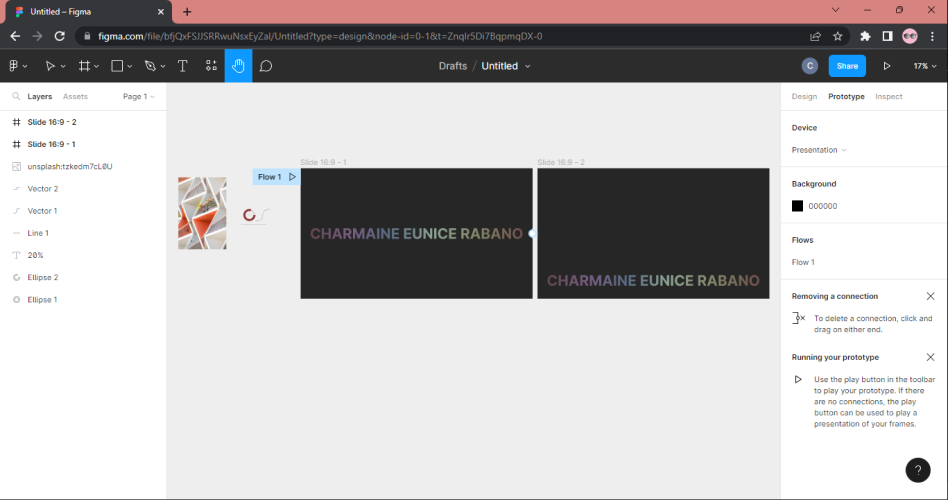 Untitled – Figma
figma.com/file/bfjQxFSJJSRRwuNsxEyZal/Untitled?type=design&node-id=0-1&t=Znqlr5Di7BqpmqDX-0
Drafts / Untitled
C
Share
17%
Layers Assets Page 1
Slide 16:9 - 2
Slide 16:9 - 1
unsplash:tzkedm7cL0U
Vector 2
Vector 1
Line 1
20%
Ellipse 2
Ellipse 1
Slide 16:9 - 1
Slide 16:9 - 2
Flow 1
CHARMAINE EUNICE RABANO
CHARMAINE EUNICE RABANO
Design Prototype Inspect
Device
Presentation
Background
000000
Flows
Flow 1
Removing a connection
To delete a connection, click and
drag on either end.
Running your prototype
Use the play button in the toolbar
to play your prototype. If there
are no connections, the play
button can be used to play a
presentation of your frames.
?